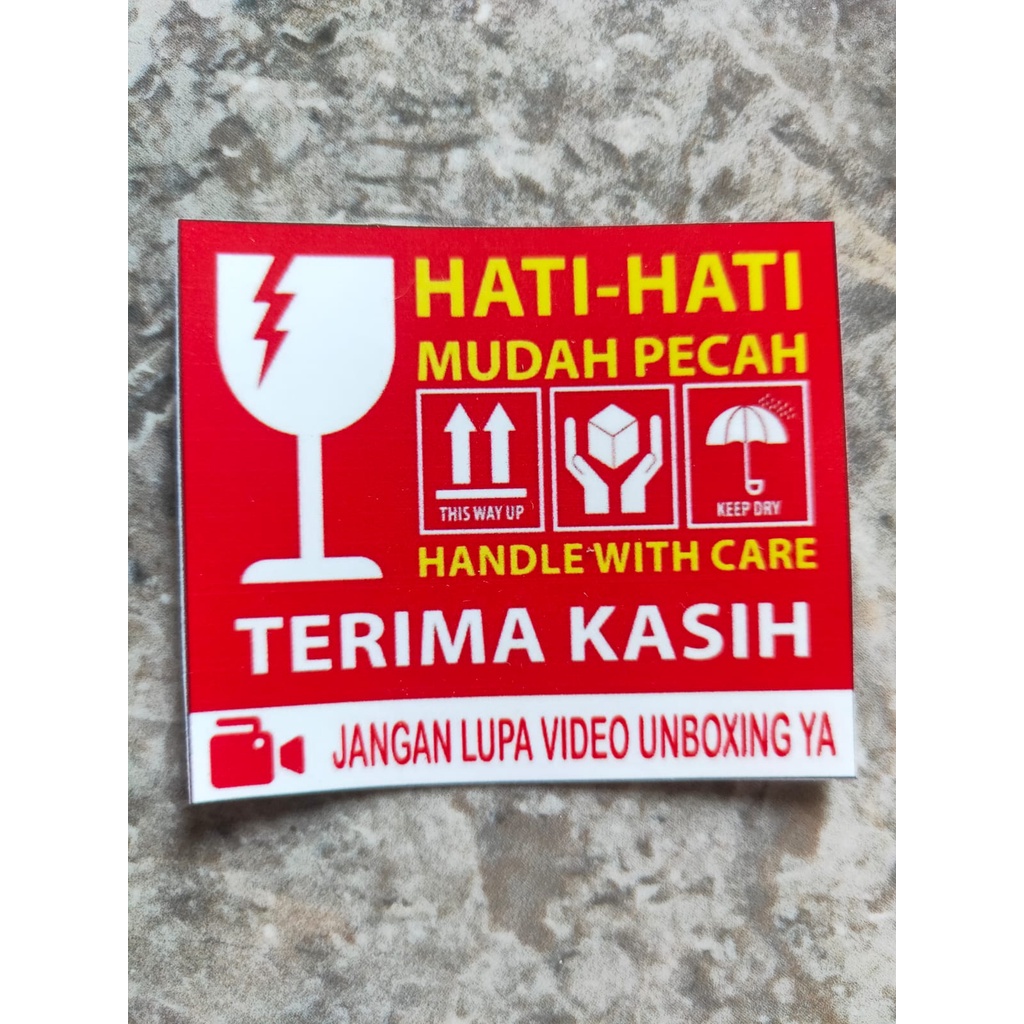 HATI-HATI
MUDAH PECAH
THIS WAY UP
KEEP DRY
HANDLE WITH CARE
TERIMA KASIH
JANGAN LUPA VIDEO UNBOXING YA